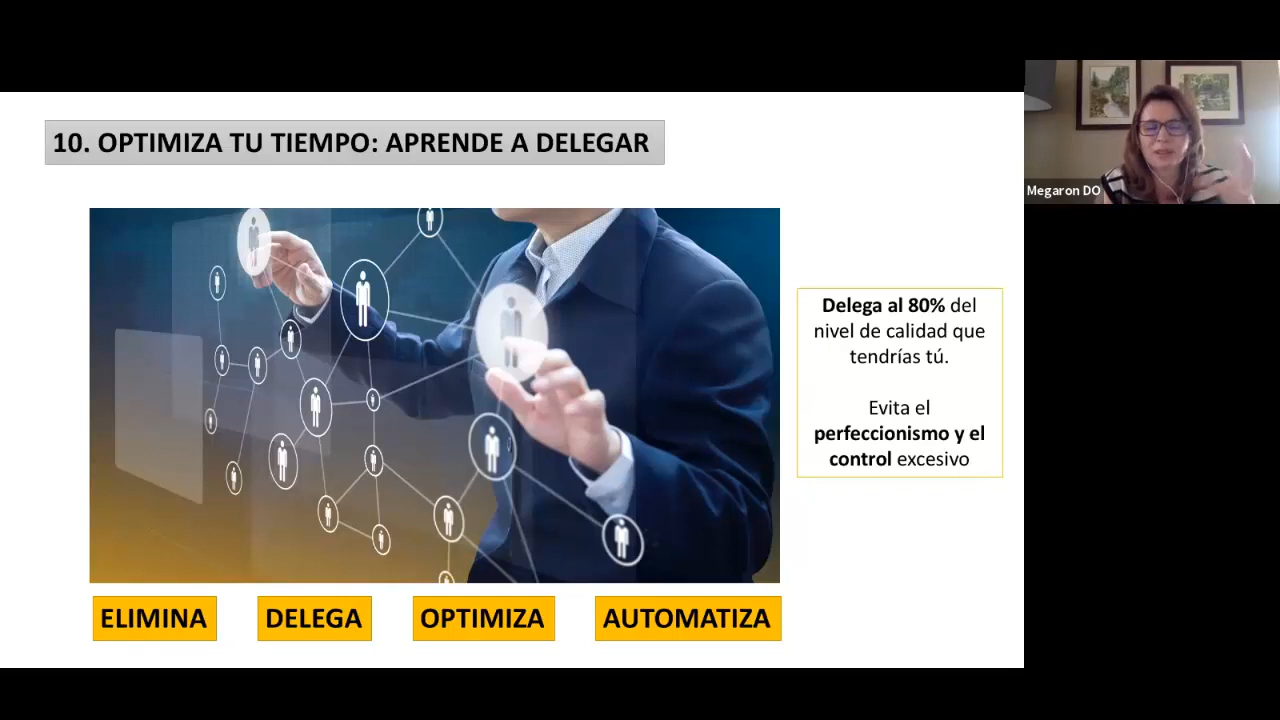 10. OPTIMIZA TU TIEMPO: APRENDE A DELEGAR
Megaron DO
Delega al 80% del
nivel de calidad que
tendrías tú.
Evita el
perfeccionismo y el
control excesivo
ELIMINA
DELEGA
OPTIMIZA
AUTOMATIZA